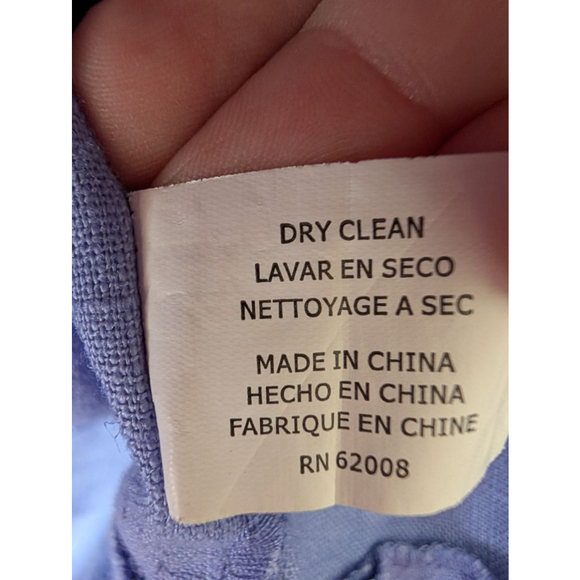 DRY CLEAN
LAVAR EN SECO
NETTOYAGE A SEC
MADE IN CHINA
HECHO EN CHINA
FABRIQUE EN CHINE
RN 62008